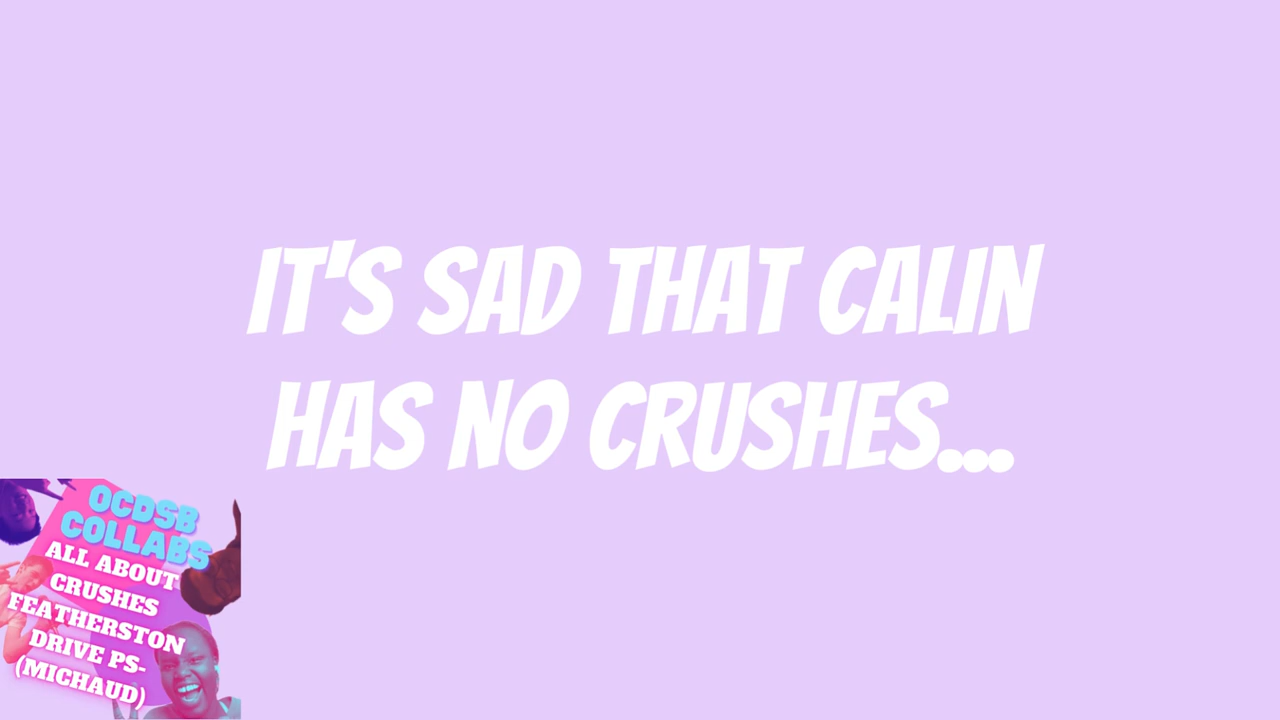 IT'S SAD THAT CALIN
HAS NO CRUSHES...
OCDSB
COLLABS
ALL ABOUT
CRUSHES
FEATHERSTON
DRIVE PS-
(MICHAUD)